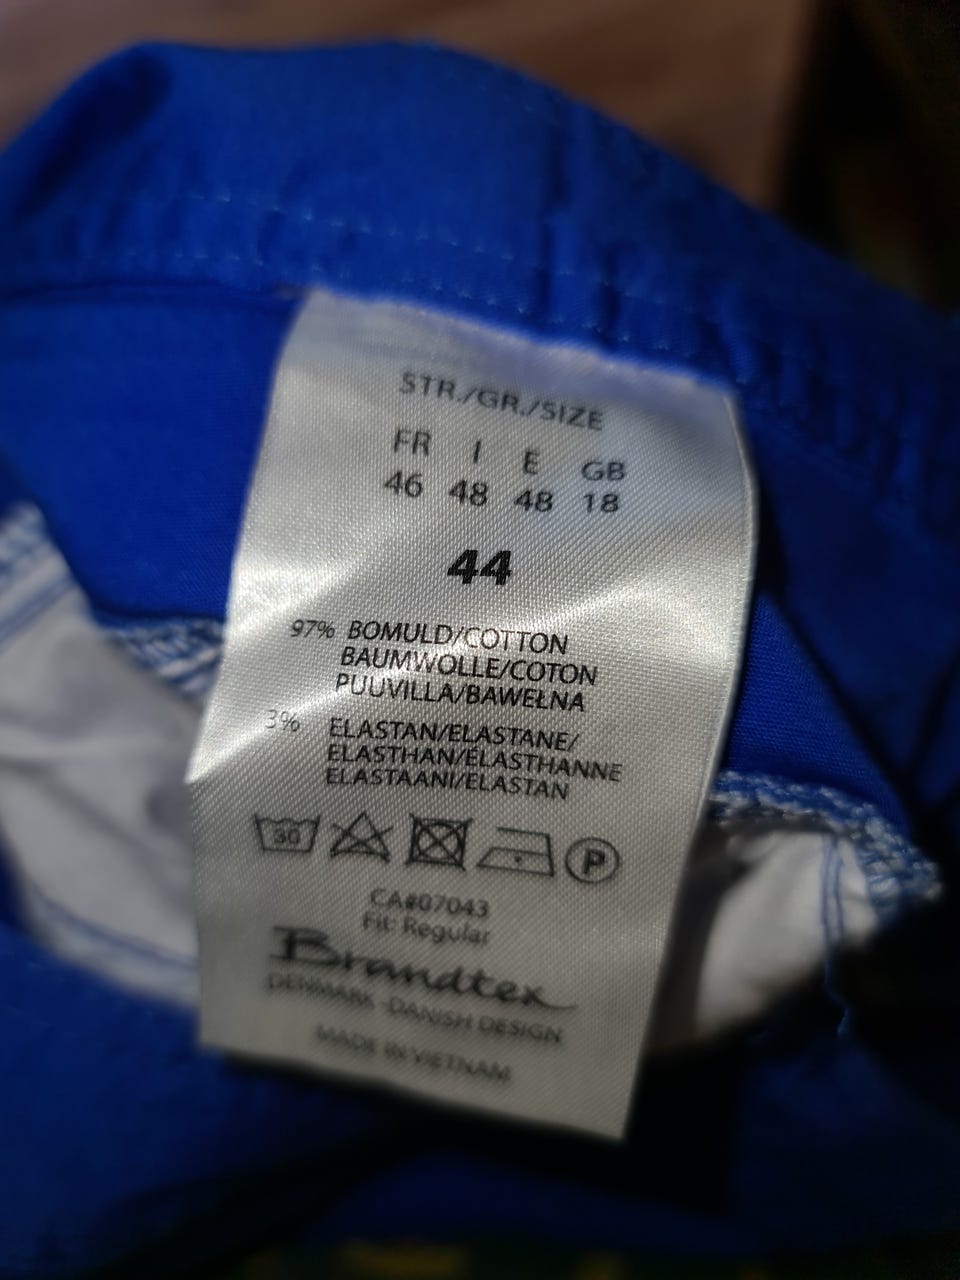 STR./GR./SIZE
FR I E GB
46 48 48 18
44
97% BOMULD/COTTON
BAUMWOLLE/COTON
PUUVILLA/BAWEŁNA
3% ELASTAN/ELASTANE/
ELASTHAN/ÉLASTHANNE
ELASTAANI/ELASTAN
30 P
CA#07043
Fit: Regular
Brandtex
DENMARK - DANISH DESIGN
MADE IN VIETNAM